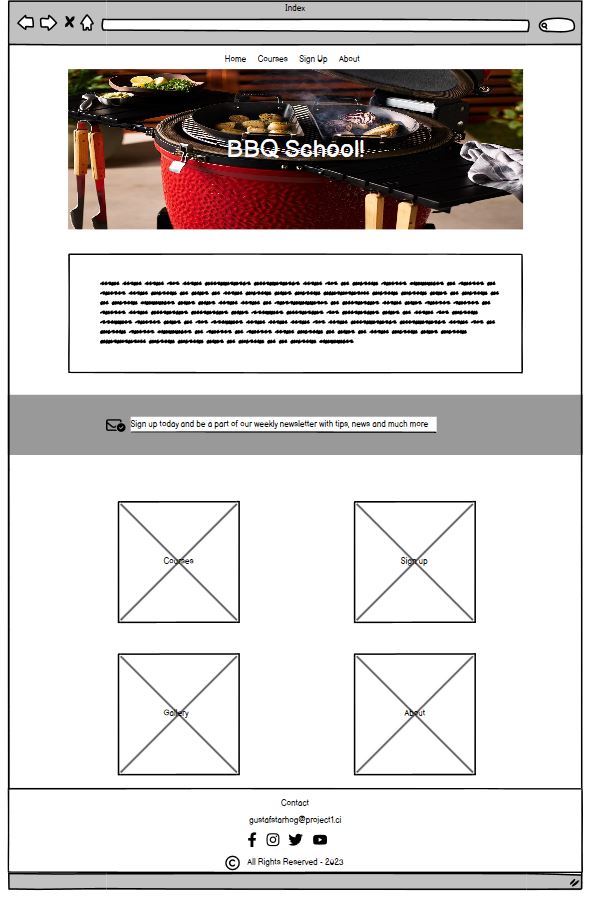 Index
Home Courses Sign Up About
BBQ School!
Sign up today and be a part of our weekly newsletter with tips, news and much more
Courses Sign up
Gallery About
Contact
gustafstarhog@project1.ci
© All Rights Reserved - 2023